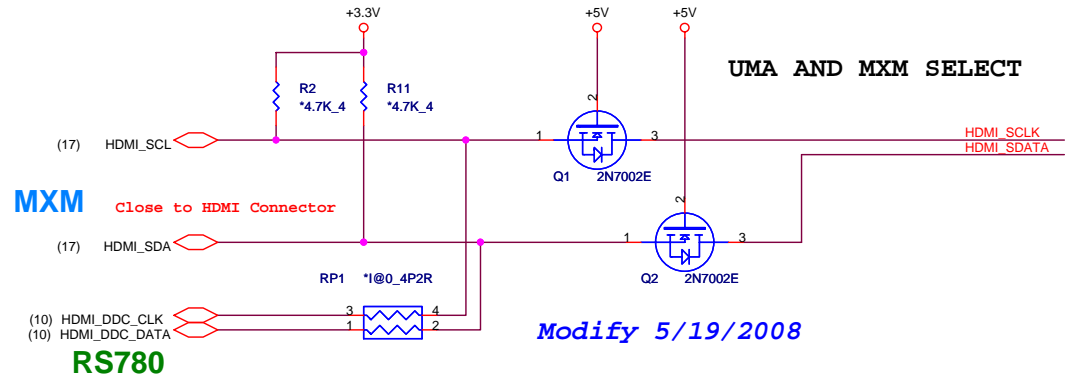 +3.3V
+5V
+5V
UMA AND MXM SELECT
R2
*4.7K_4
R11
*4.7K_4
2
(17) HDMI_SCL
1
3
HDMI_SCLK
HDMI_SDATA
Q1
2N7002E
MXM
Close to HDMI Connector
2
(17) HDMI_SDA
1
3
RP1
*I@0_4P2R
Q2
2N7002E
(10) HDMI_DDC_CLK
3
4
(10) HDMI_DDC_DATA
1
2
Modify 5/19/2008
RS780